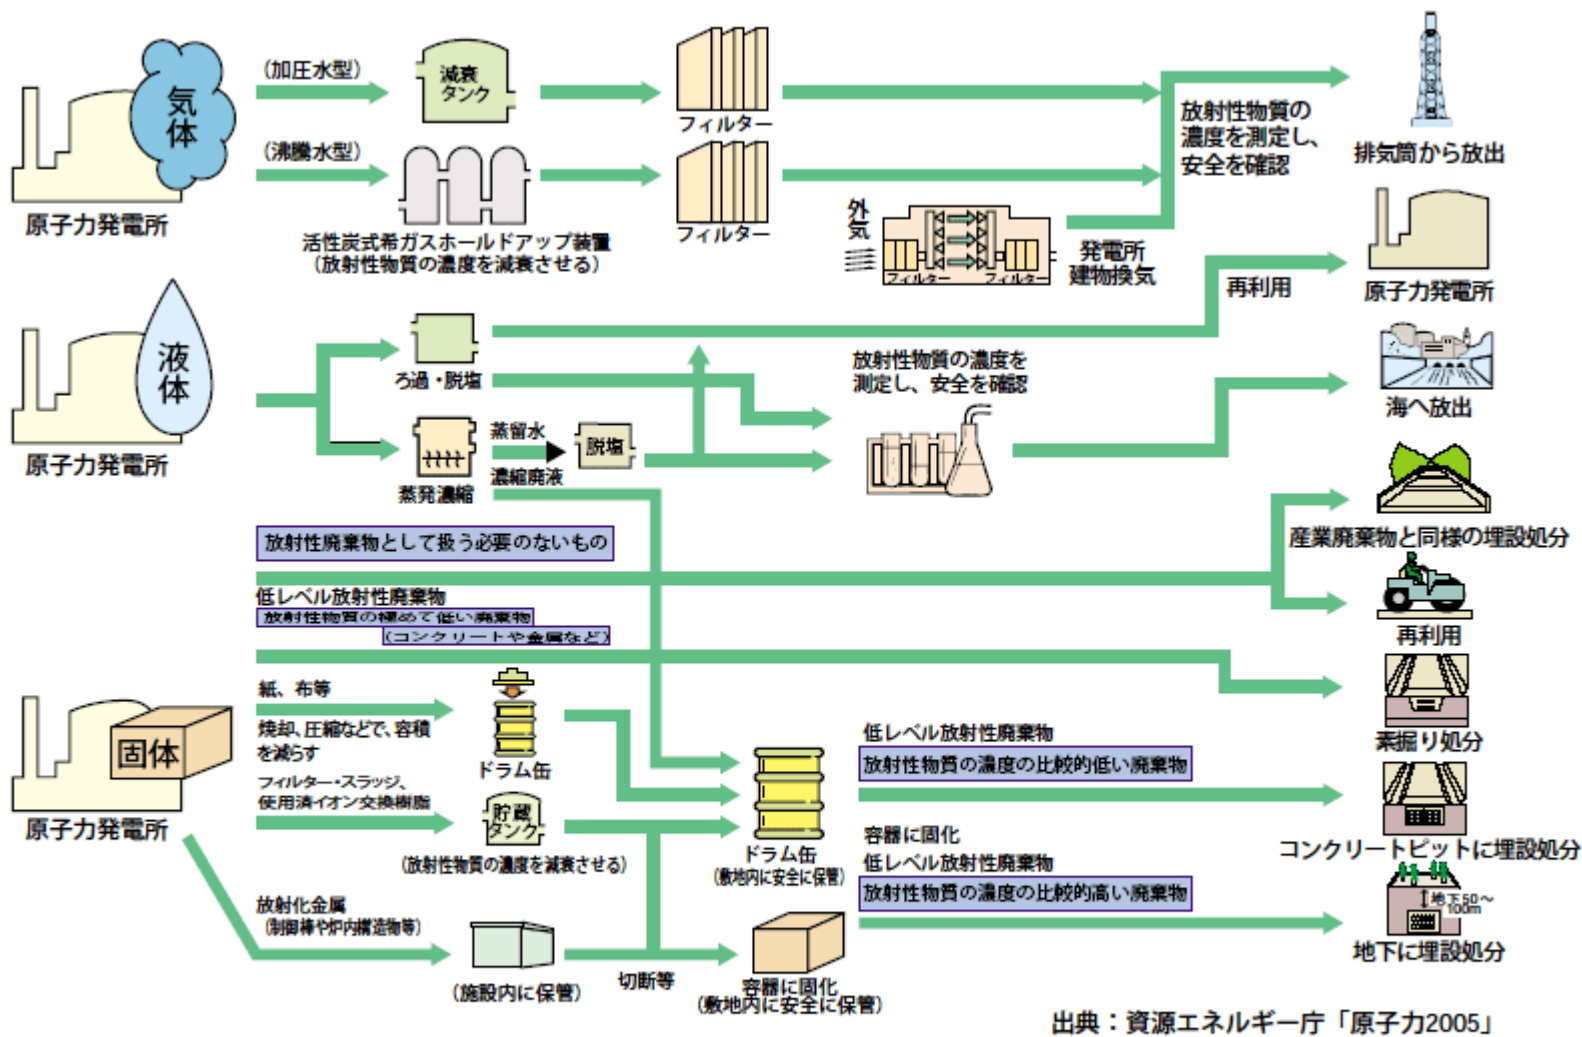 気
体
原子力発電所
(加圧水型)
減衰
タンク
フィルター
(沸騰水型)
活性炭式希ガスホールドアップ装置
(放射性物質の濃度を減衰させる)
フィルター
外
気
フィルター
フィルター
発電所
建物換気
放射性物質の
濃度を測定し、
安全を確認
排気筒から放出
液
体
原子力発電所
ろ過・脱塩
蒸発濃縮
蒸留水
濃縮廃液
脱塩
放射性物質の濃度を
測定し、安全を確認
再利用
原子力発電所
海へ放出
放射性廃棄物として扱う必要のないもの
産業廃棄物と同様の埋設処分
再利用
低レベル放射性廃棄物
放射性物質の極めて低い廃棄物
(コンクリートや金属など)
素掘り処分
固体
原子力発電所
紙、布等
焼却、圧縮などで、容積
を減らす
ドラム缶
フィルター・スラッジ、
使用済イオン交換樹脂
貯蔵
タンク
(放射性物質の濃度を減衰させる)
放射化金属
(制御棒や炉内構造物等)
(施設内に保管)
切断等
ドラム缶
(敷地内に安全に保管)
容器に固化
(敷地内に安全に保管)
低レベル放射性廃棄物
放射性物質の濃度の比較的低い廃棄物
コンクリートピットに埋設処分
容器に固化
低レベル放射性廃棄物
放射性物質の濃度の比較的高い廃棄物
地下50～
100m
地下に埋設処分
出典：資源エネルギー庁「原子力2005」